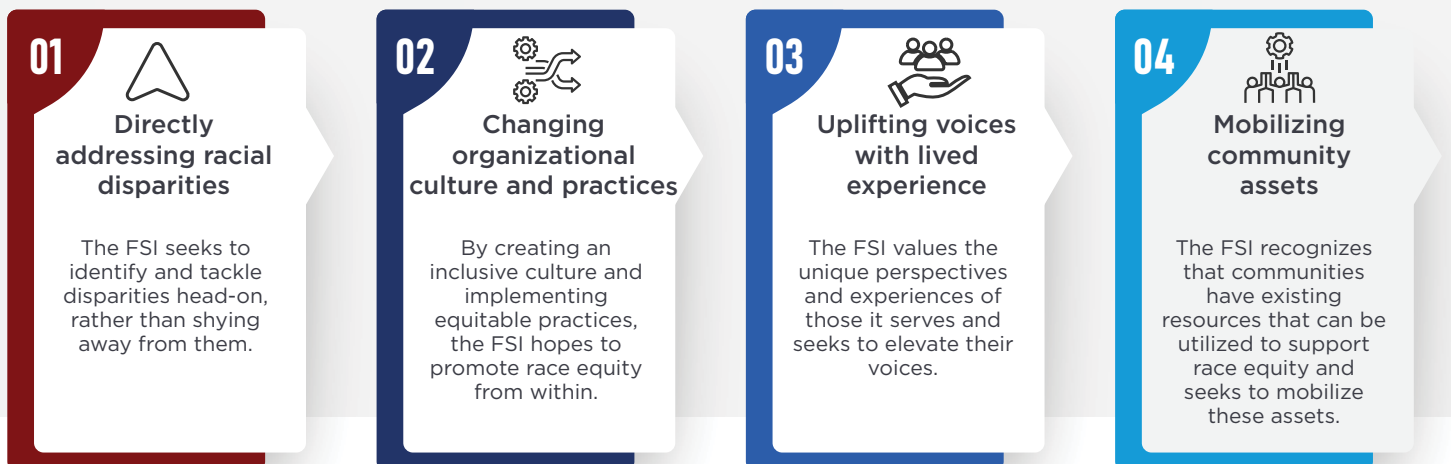 01
Directly
addressing racial
disparities
The FSI seeks to
identify and tackle
disparities head-on,
rather than shying
away from them.
02
Changing
organizational
culture and practices
By creating an
inclusive culture and
implementing
equitable practices,
the FSI hopes to
promote race equity
from within.
03
Uplifting voices
with lived
experience
The FSI values the
unique perspectives
and experiences of
those it serves and
seeks to elevate their
voices.
04
Mobilizing
community
assets
The FSI recognizes
that communities
have existing
resources that can be
utilized to support
race equity and
seeks to mobilize
these assets.